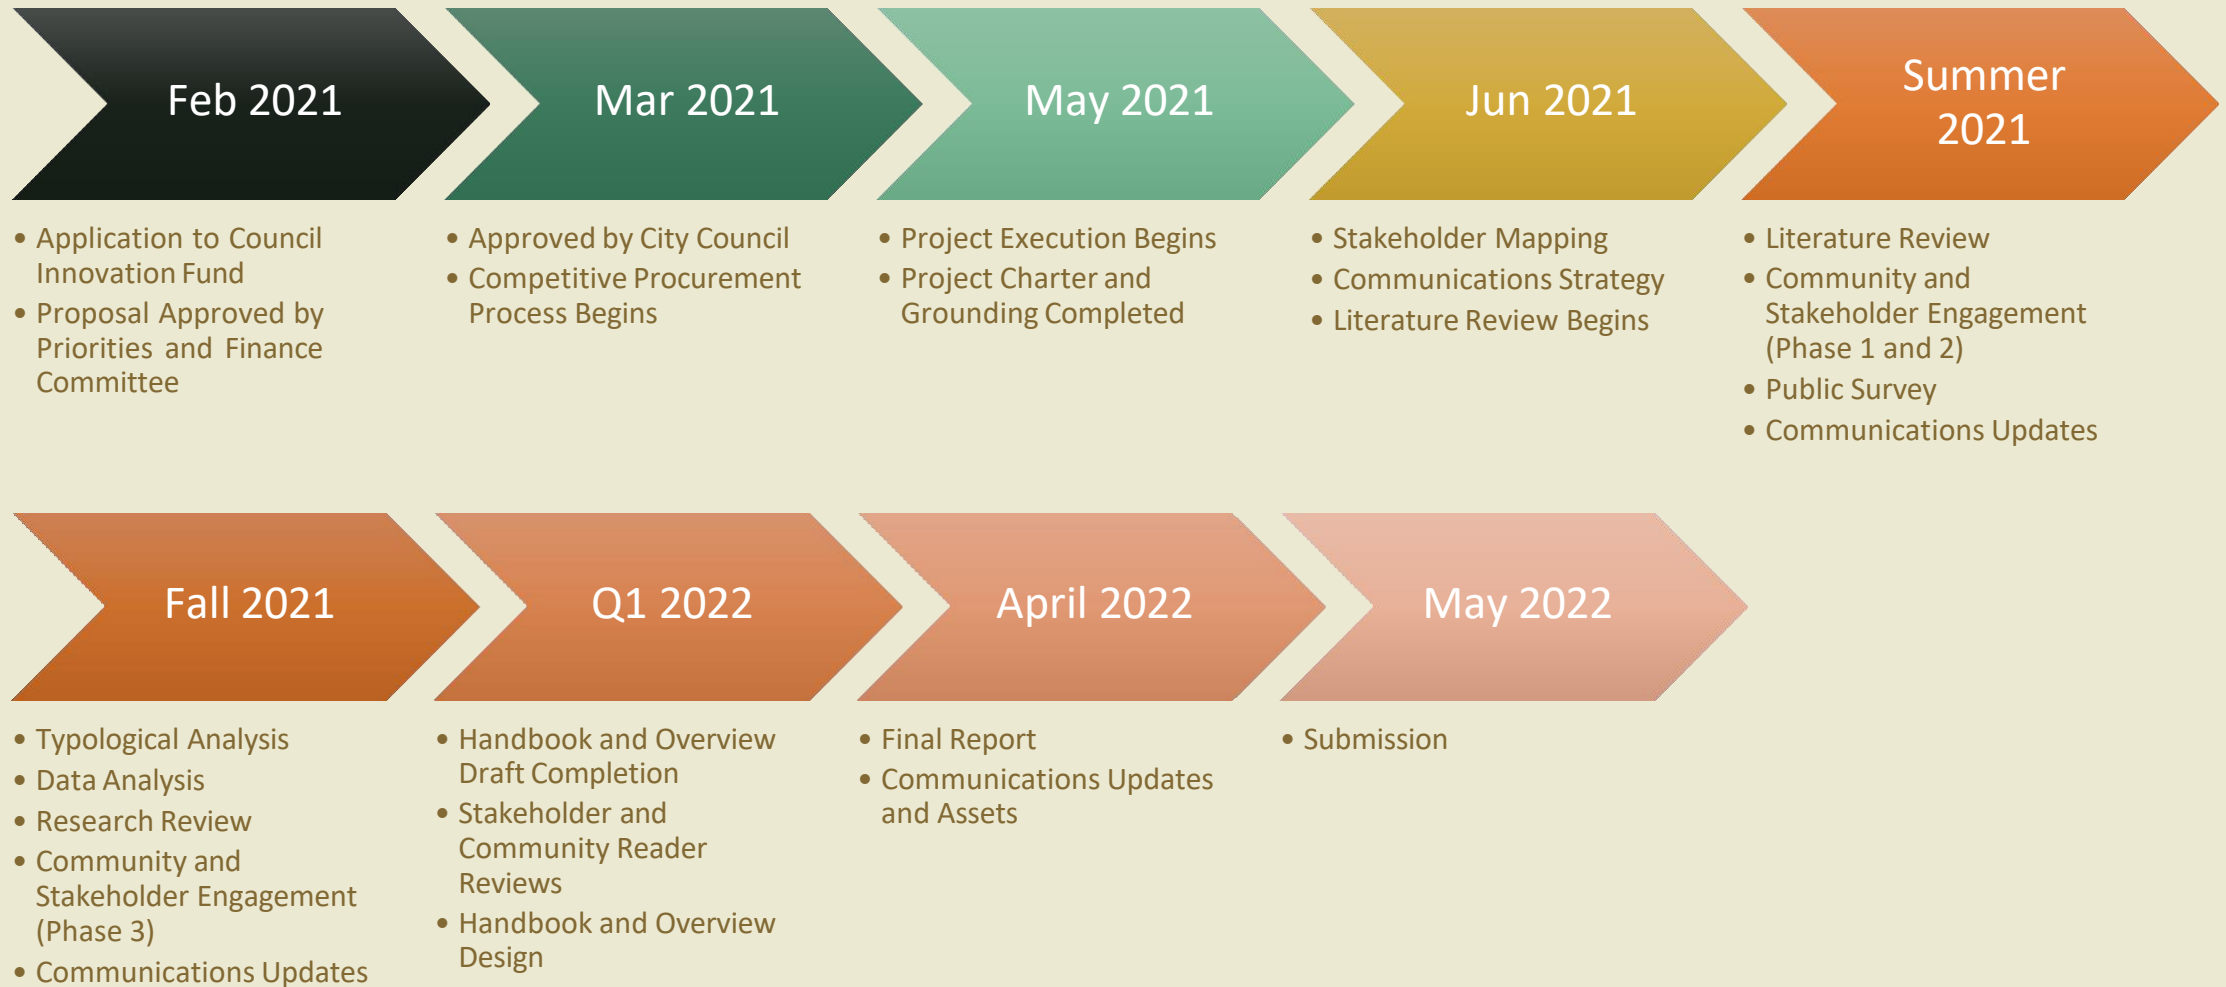 Feb 2021
• Application to Council
Innovation Fund
• Proposal Approved by
Priorities and Finance
Committee
Mar 2021
• Approved by City Council
• Competitive Procurement
Process Begins
May 2021
• Project Execution Begins
• Project Charter and
Grounding Completed
Jun 2021
• Stakeholder Mapping
• Communications Strategy
• Literature Review Begins
Summer
2021
• Literature Review
• Community and
Stakeholder Engagement
(Phase 1 and 2)
• Public Survey
• Communications Updates
Fall 2021
• Typological Analysis
• Data Analysis
• Research Review
• Community and
Stakeholder Engagement
(Phase 3)
• Communications Updates
Q1 2022
• Handbook and Overview
Draft Completion
• Stakeholder and
Community Reader
Reviews
• Handbook and Overview
Design
April 2022
• Final Report
• Communications Updates
and Assets
May 2022
• Submission